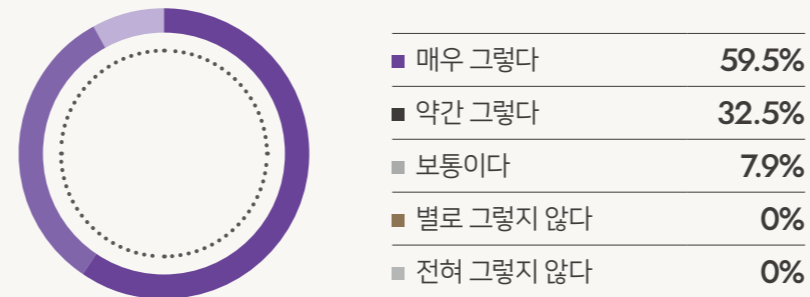 매우 그렇다 59.5%
약간 그렇다 32.5%
보통이다 7.9%
별로 그렇지 않다 0%
전혀 그렇지 않다 0%